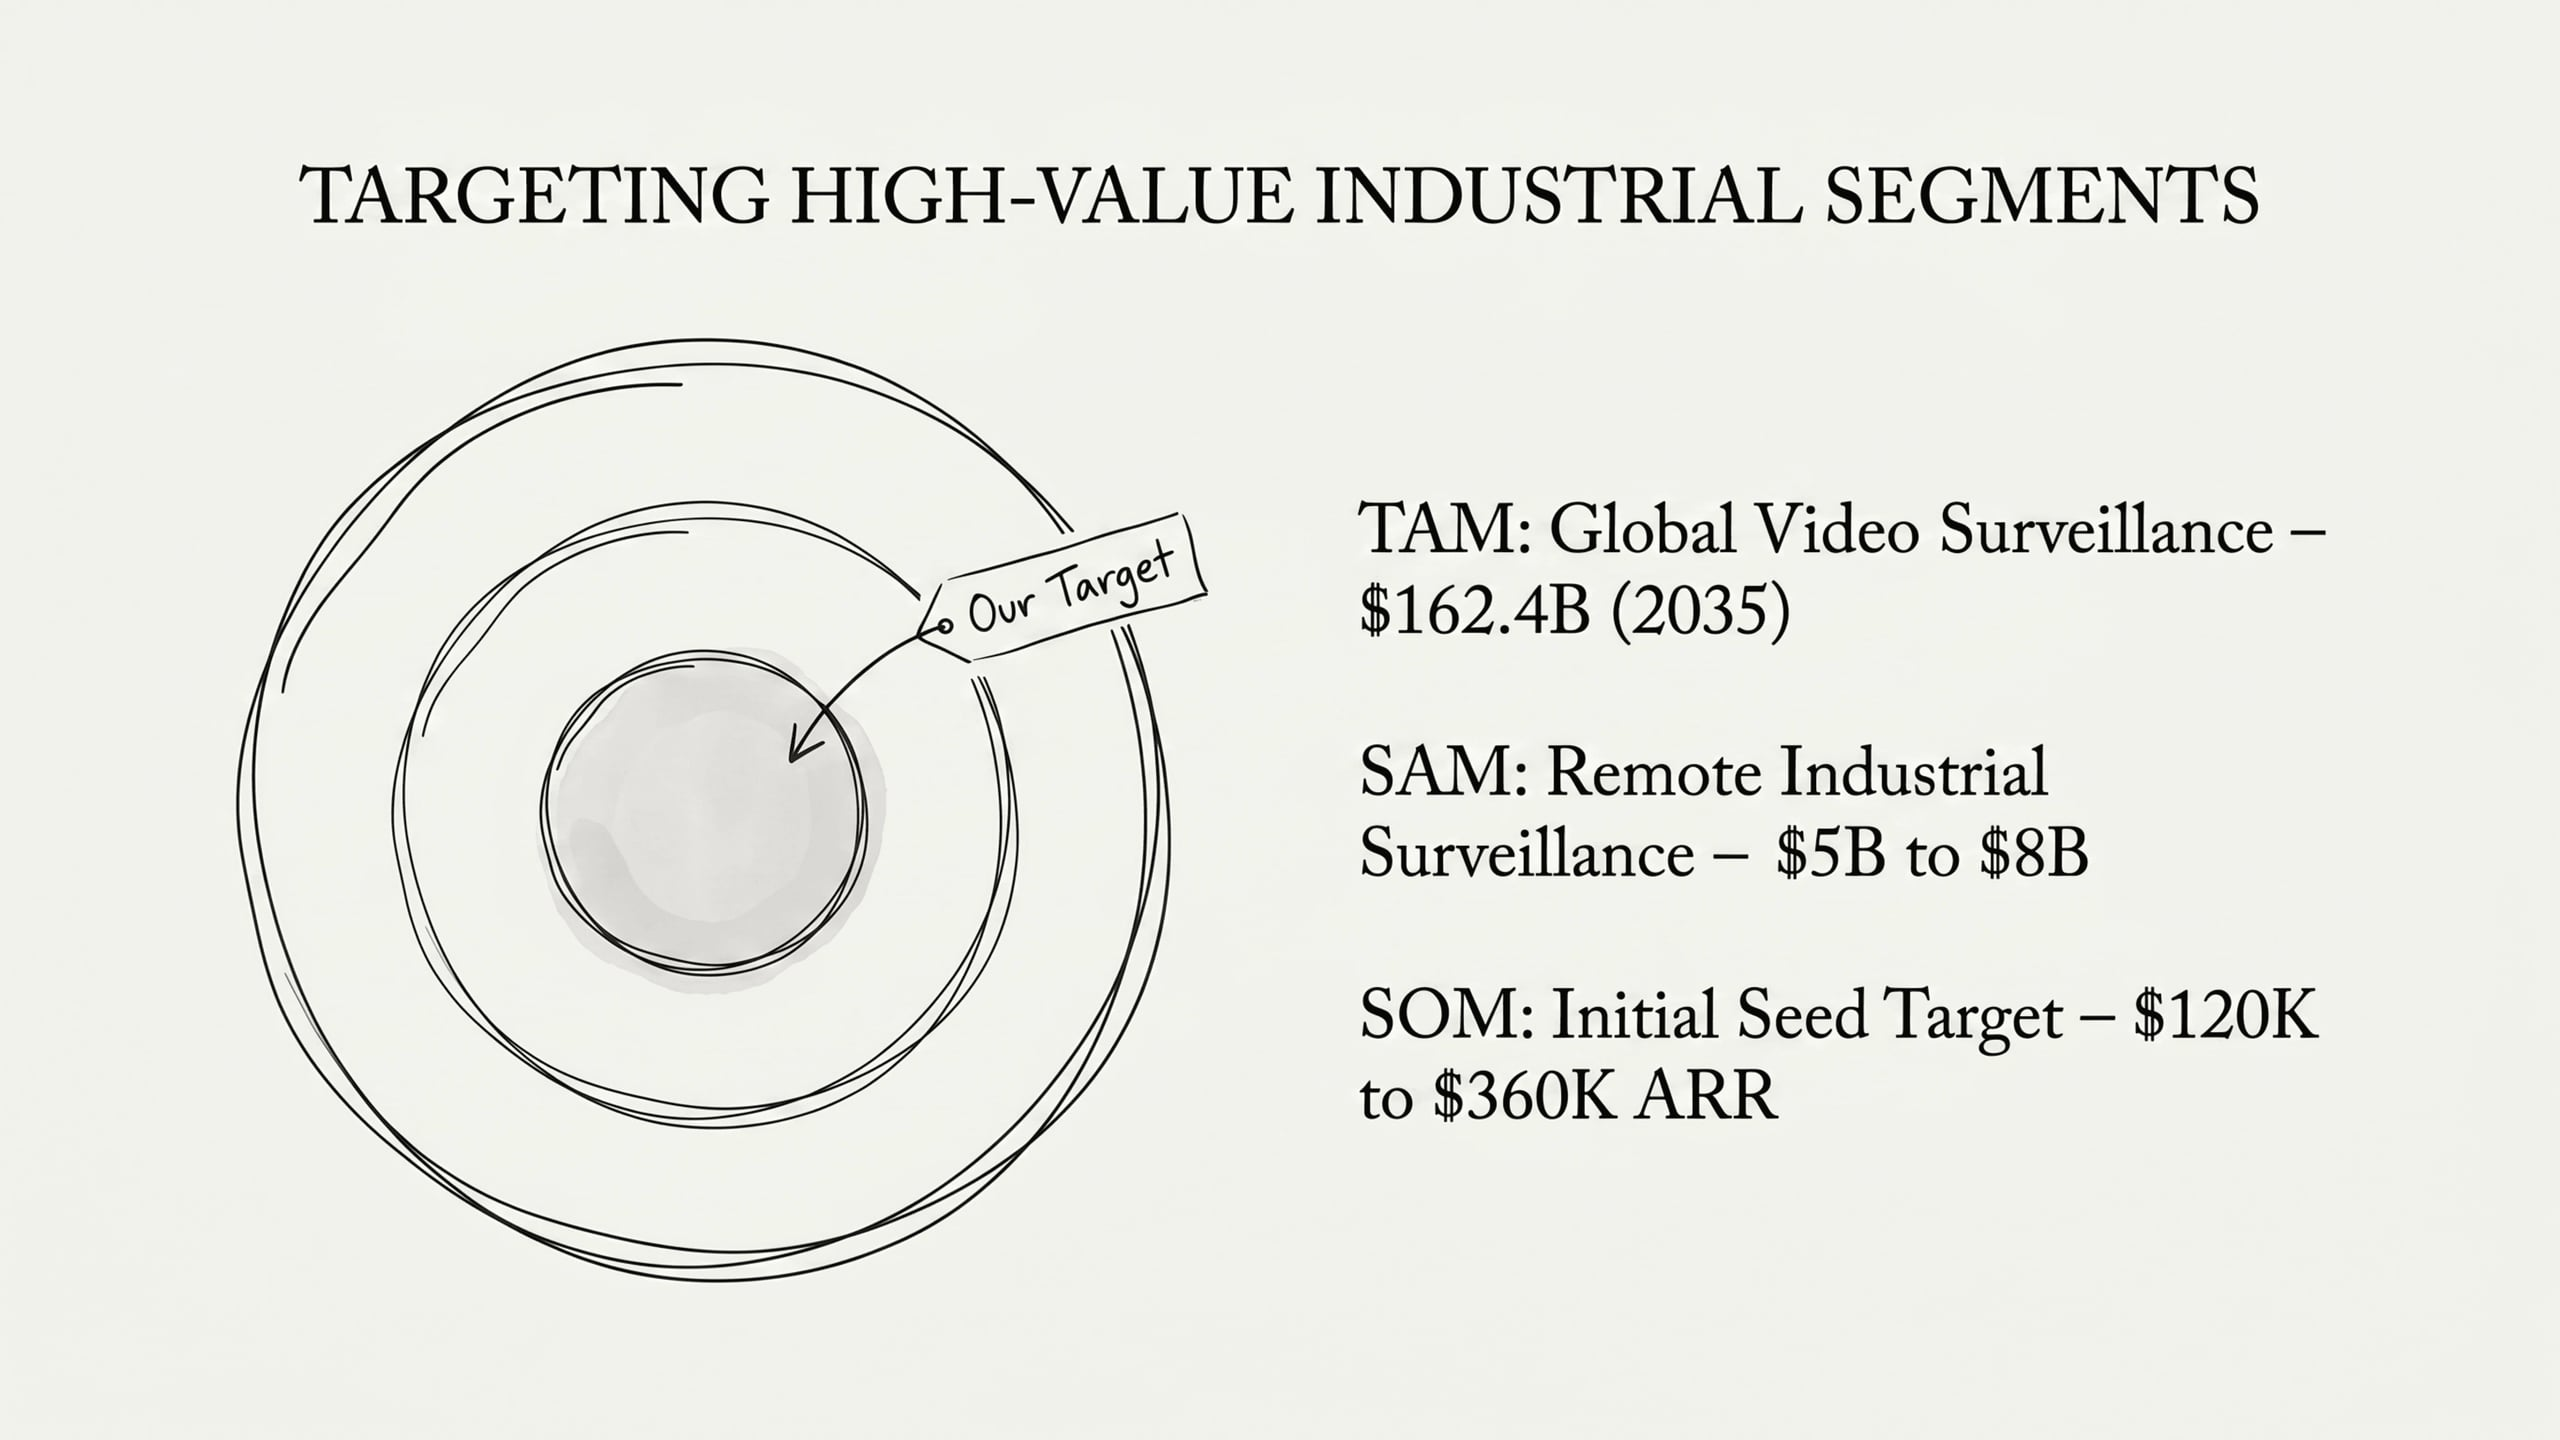 TARGETING HIGH-VALUE INDUSTRIAL SEGMENTS
Our Target
TAM: Global Video Surveillance –
$162.4B (2035)
SAM: Remote Industrial
Surveillance – $5B to $8B
SOM: Initial Seed Target – $120K
to $360K ARR